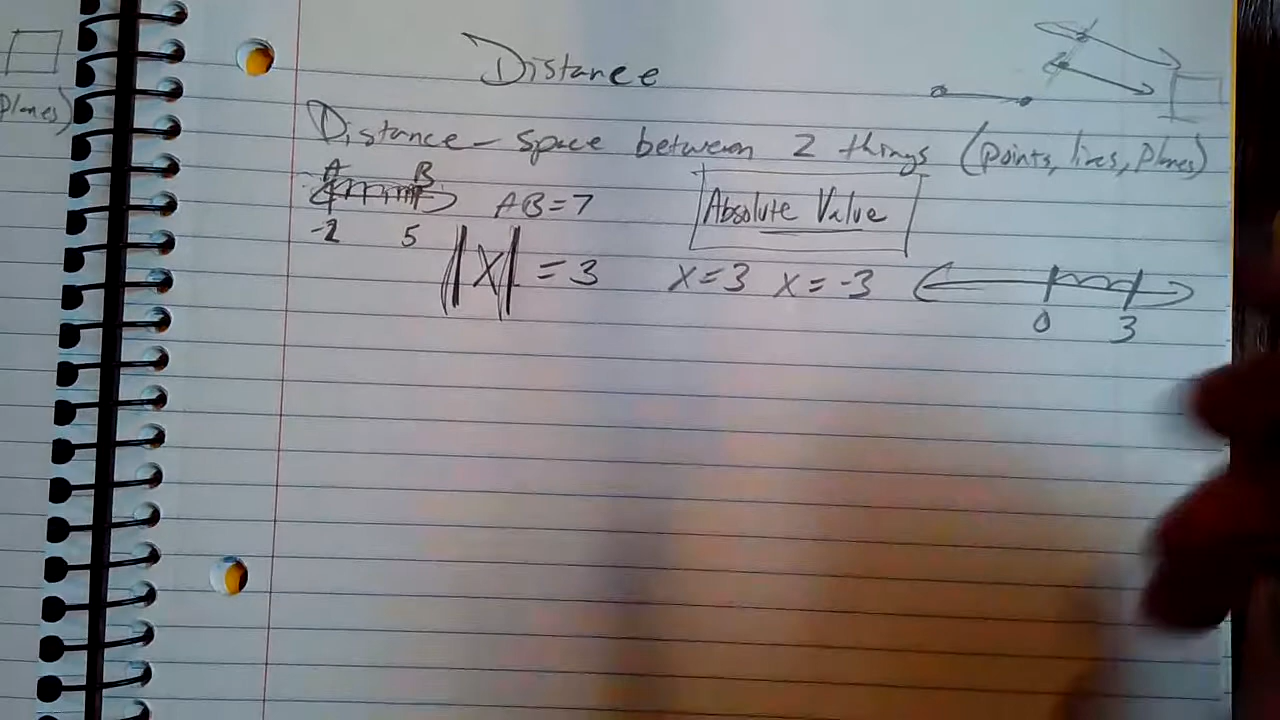 Distance
Planes)
Distance - space between 2 things (points, lines, planes)
A B
AB=7 Absolute Value
-2 5
|X| = 3 X=3 X=-3
0 3